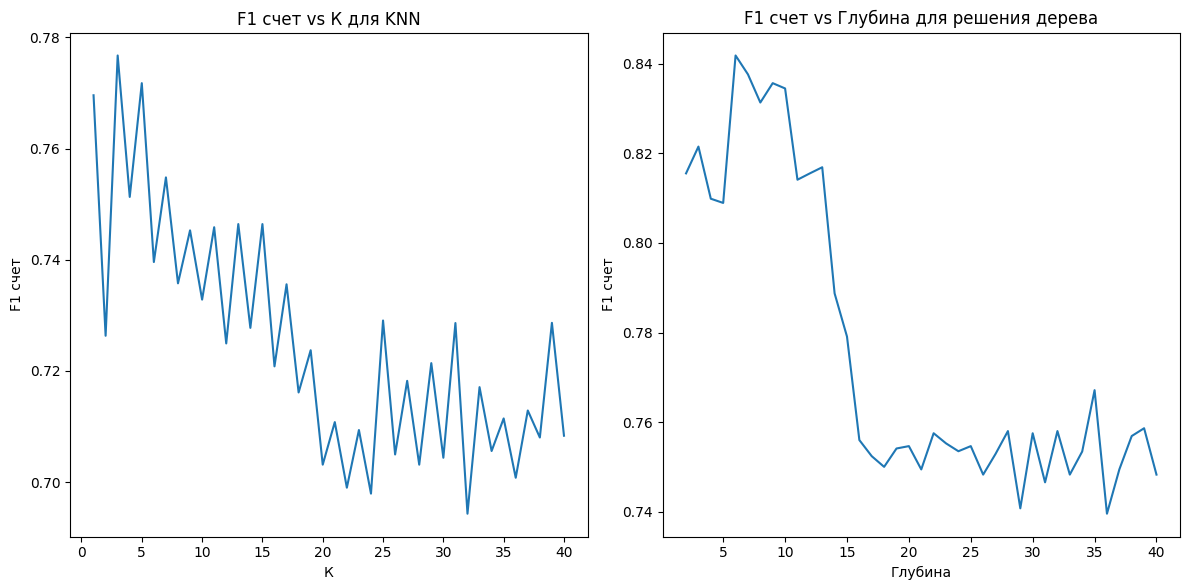 F1 счет vs К для KNN
F1 счет
0.78
0.76
0.74
0.72
0.70
0 5 10 15 20 25 30 35 40
К
F1 счет vs Глубина для решения дерева
F1 счет
0.84
0.82
0.80
0.78
0.76
0.74
5 10 15 20 25 30 35 40
Глубина